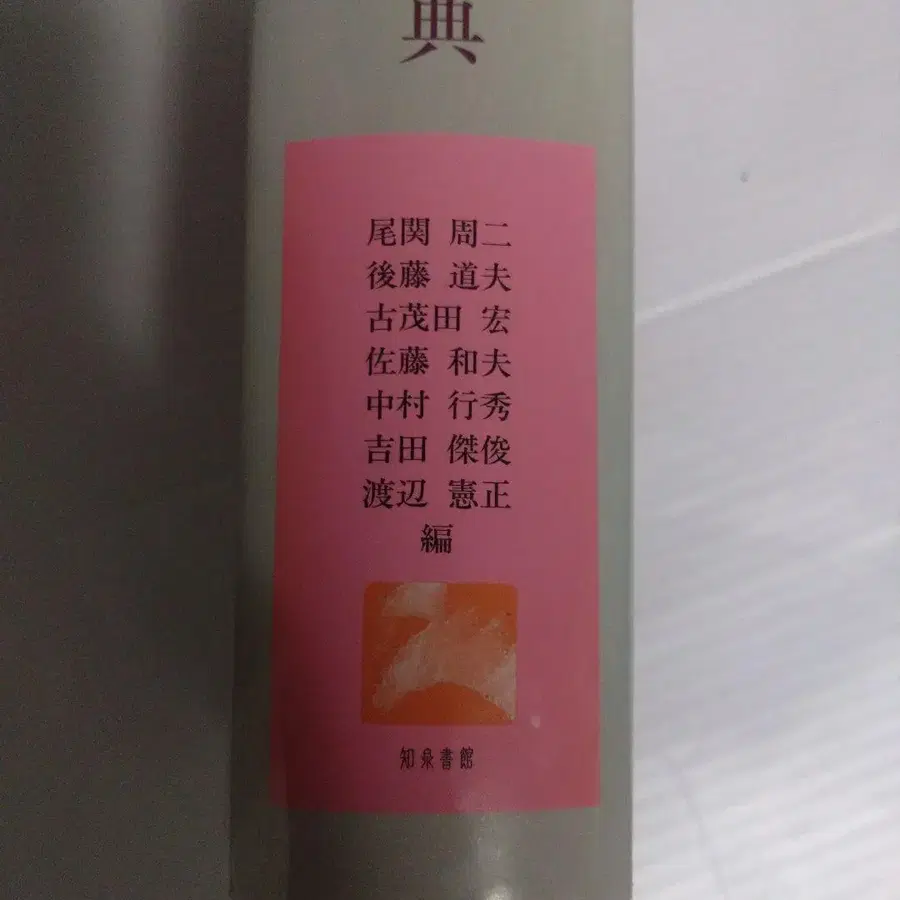 典
尾関 周二
後藤 道夫
古茂田 宏
佐藤 和夫
中村 行秀
吉田 傑俊
渡辺 憲正
編
知泉書館